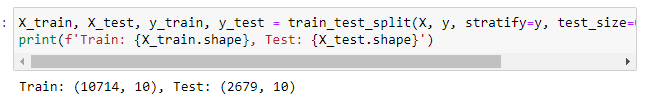 : X_train, X_test, y_train, y_test = train_test_split(X, y, stratify=y, test_size=
print(f'Train: {X_train.shape}, Test: {X_test.shape}')
Train: (10714, 10), Test: (2679, 10)